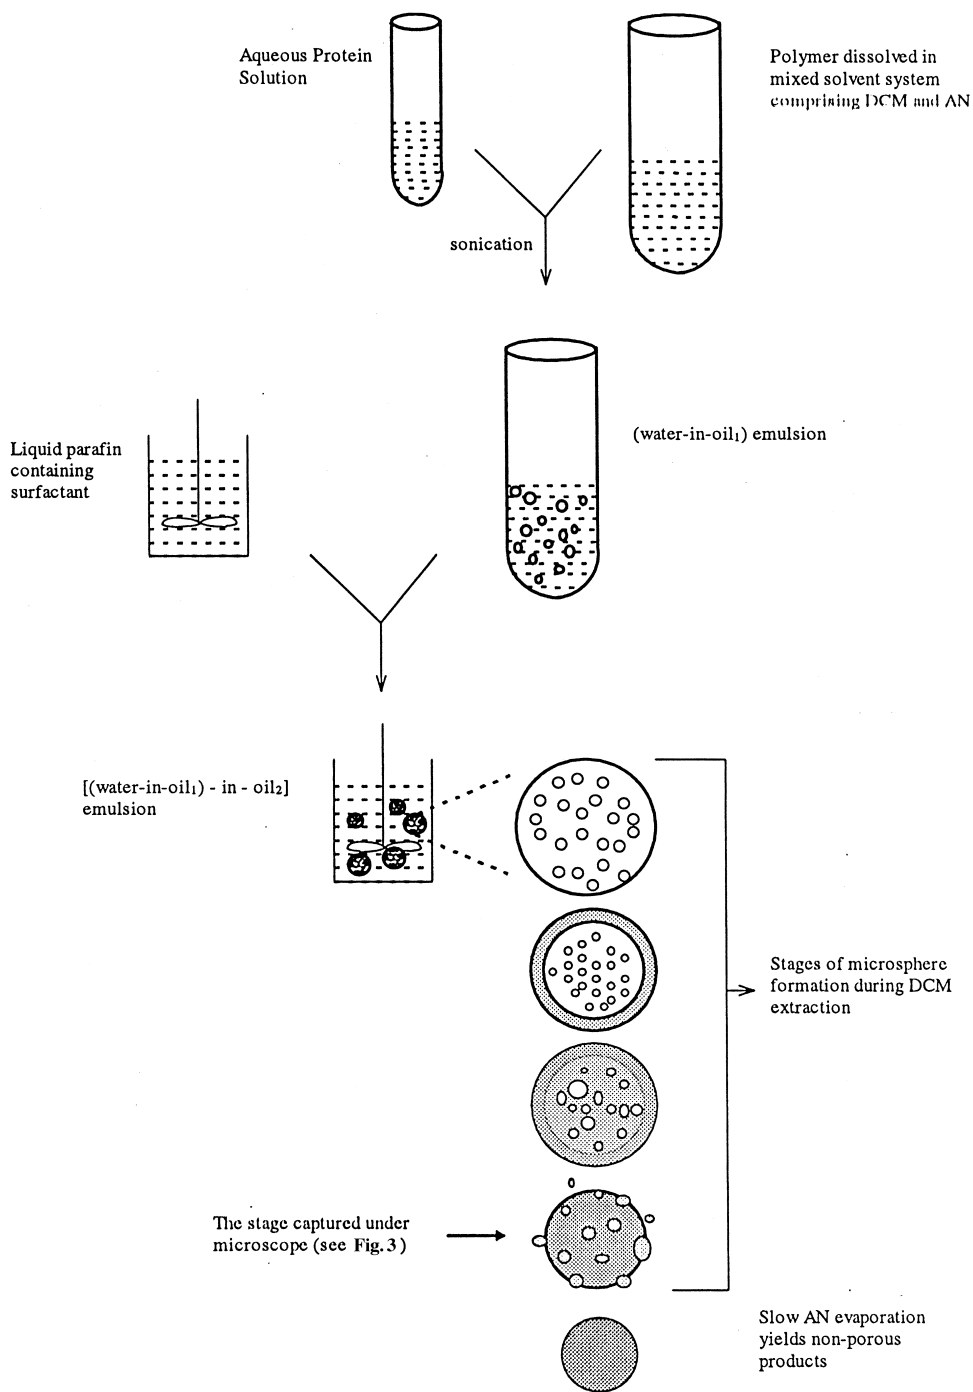 Aqueous Protein
Solution
Polymer dissolved in
mixed solvent system
comprising DCM and AN
sonication
(water-in-oil₁) emulsion
Liquid parafin
containing
surfactant
[(water-in-oil₁) - in - oil₂]
emulsion
Stages of microsphere
formation during DCM
extraction
The stage captured under
microscope (see Fig. 3)
Slow AN evaporation
yields non-porous
products